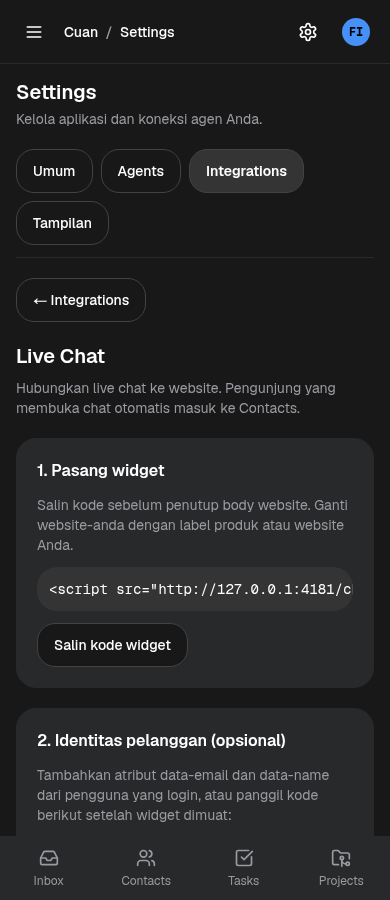 Cuan / Settings
FI
Settings
Kelola aplikasi dan koneksi agen Anda.
Umum
Agents
Integrations
Tampilan
← Integrations
Live Chat
Hubungkan live chat ke website. Pengunjung yang
membuka chat otomatis masuk ke Contacts.
1. Pasang widget
Salin kode sebelum penutup body website. Ganti
website-anda dengan label produk atau website
Anda.
<script src="http://127.0.0.1:4181/c
Salin kode widget
2. Identitas pelanggan (opsional)
Tambahkan atribut data-email dan data-name
dari pengguna yang login, atau panggil kode
berikut setelah widget dimuat:
Inbox
Contacts
Tasks
Projects